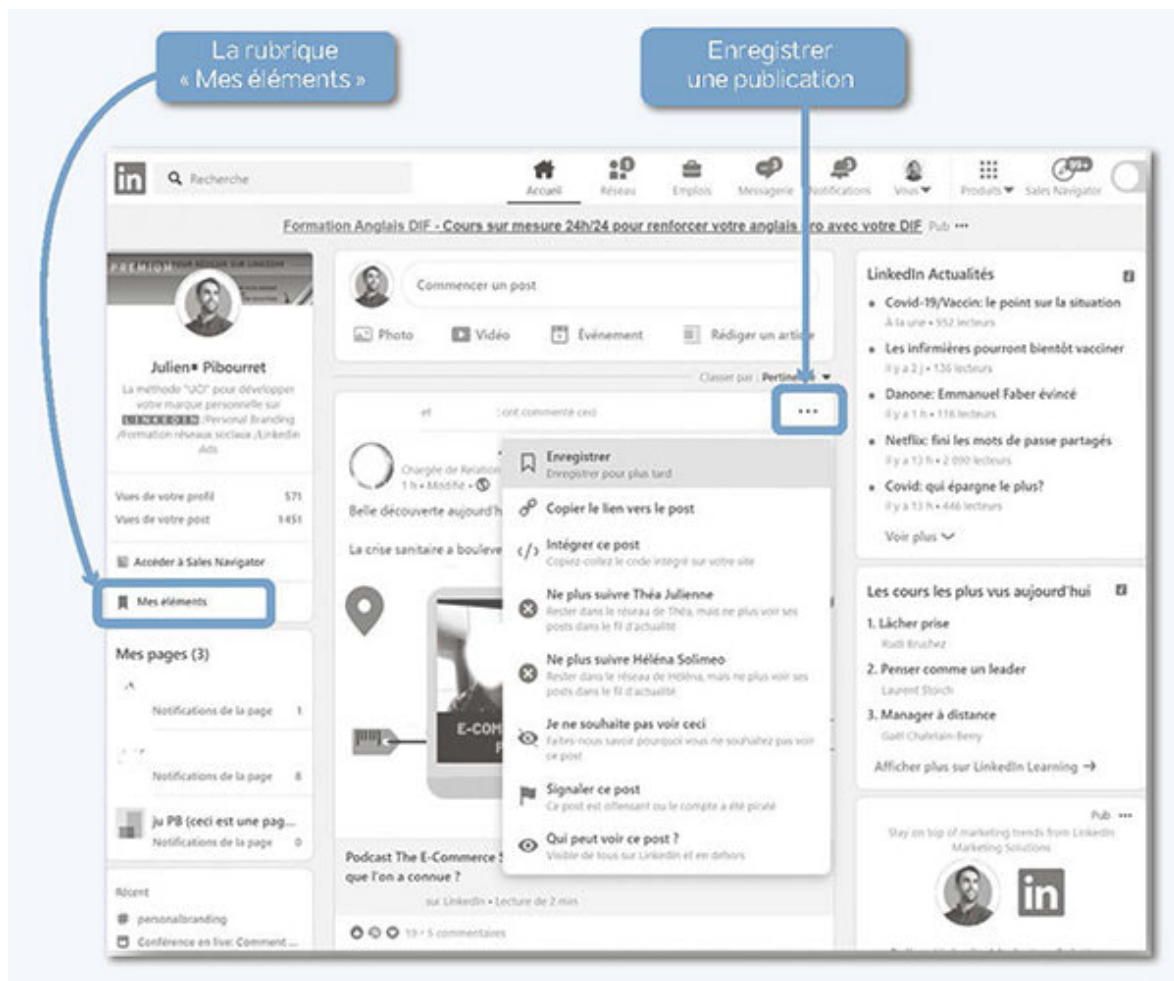 La rubrique
« Mes éléments »
Enregistrer
une publication
in
Recherche
Accueil
Réseau
Emplois
3
Messagerie
3
Notifications
Vous
Produits
99+
Sales Navigator
Formation Anglais DIF - Cours sur mesure 24h/24 pour renforcer votre anglais pro avec votre DIF Pub •••
PREMIUM
Julien Pibourret
La méthode "UCI" pour développer
votre marque personnelle sur
LINKEDIN /Personal Branding
/Formation réseaux sociaux /Linkedin
Ads
Vues de votre profil 571
Vues de votre post 1451
Accéder à Sales Navigator
Mes éléments
Mes pages (3)
Notifications de la page 1
Notifications de la page 8
ju PB (ceci est une pag...
Notifications de la page 0
Récent
# personalbranding
Conférence en live: Comment ...
Commencer un post
Photo
Vidéo
Événement
Rédiger un article
Classer par : Pertinence
et ont commenté ceci
•••
Chargée de Relation
1 h • Modifié •
Belle découverte aujourd'h
La crise sanitaire a bouleve
E-COM
P
Podcast The E-Commerce S
que l'on a connue ?
sur LinkedIn • Lecture de 2 min
19 • 5 commentaires
Enregistrer
Enregistrer pour plus tard
Copier le lien vers le post
</> Intégrer ce post
Copiez-collez le code intégré sur votre site
Ne plus suivre Théa Julienne
Rester dans le réseau de Théa, mais ne plus voir ses
posts dans le fil d'actualité
Ne plus suivre Héléna Solimeo
Rester dans le réseau de Héléna, mais ne plus voir ses
posts dans le fil d'actualité
Je ne souhaite pas voir ceci
Faites-nous savoir pourquoi vous ne souhaitez pas voir
ce post
Signaler ce post
Ce post est offensant ou le compte a été piraté
Qui peut voir ce post ?
Visible de tous sur LinkedIn et en dehors
LinkedIn Actualités
• Covid-19/Vaccin: le point sur la situation
À la une • 952 lecteurs
• Les infirmières pourront bientôt vacciner
il y a 2 j • 136 lecteurs
• Danone: Emmanuel Faber évincé
il y a 1 h • 116 lecteurs
• Netflix: fini les mots de passe partagés
il y a 13 h • 2 090 lecteurs
• Covid: qui épargne le plus?
il y a 13 h • 446 lecteurs
Voir plus
Les cours les plus vus aujourd'hui
1. Lâcher prise
Rudi Bruchez
2. Penser comme un leader
Laurent Storch
3. Manager à distance
Gaël Chatelain-Berry
Afficher plus sur LinkedIn Learning →
Pub •••
Stay on top of marketing trends from LinkedIn
Marketing Solutions
in